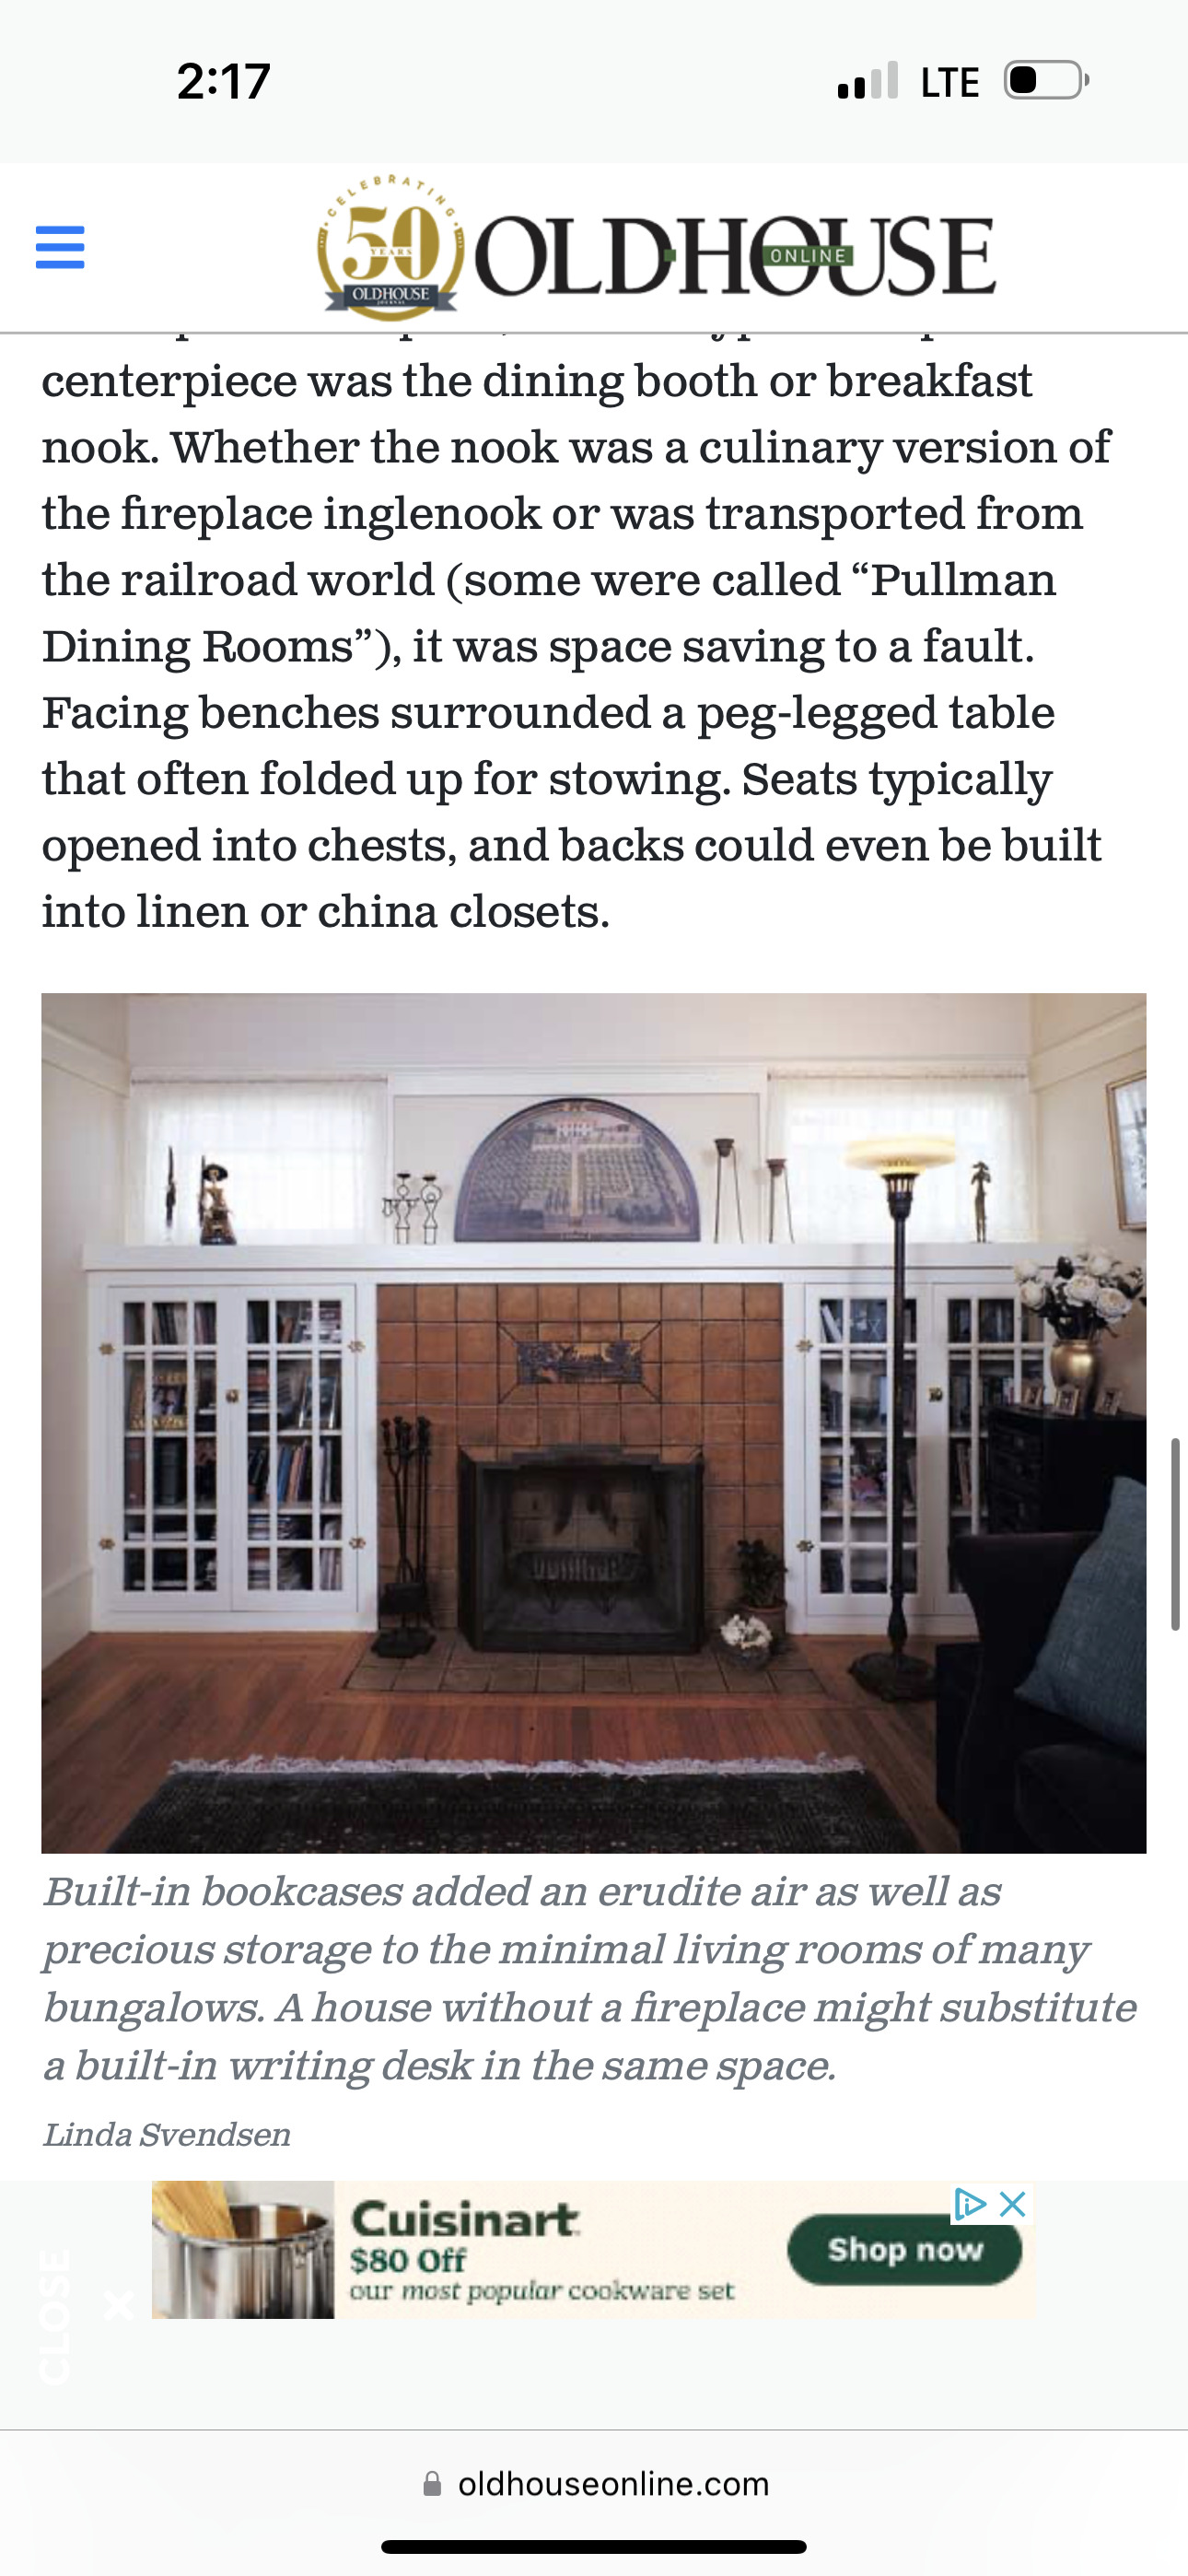 2:17
LTE
CELEBRATING
50
YEARS
OLDHOUSE
JOURNAL
OLDHOUSE
ONLINE
centerpiece was the dining booth or breakfast
nook. Whether the nook was a culinary version of
the fireplace inglenook or was transported from
the railroad world (some were called “Pullman
Dining Rooms”), it was space saving to a fault.
Facing benches surrounded a peg-legged table
that often folded up for stowing. Seats typically
opened into chests, and backs could even be built
into linen or china closets.
Built-in bookcases added an erudite air as well as
precious storage to the minimal living rooms of many
bungalows. A house without a fireplace might substitute
a built-in writing desk in the same space.
Linda Svendsen
CLOSE
Cuisinart
$80 Off
our most popular cookware set
Shop now
oldhouseonline.com